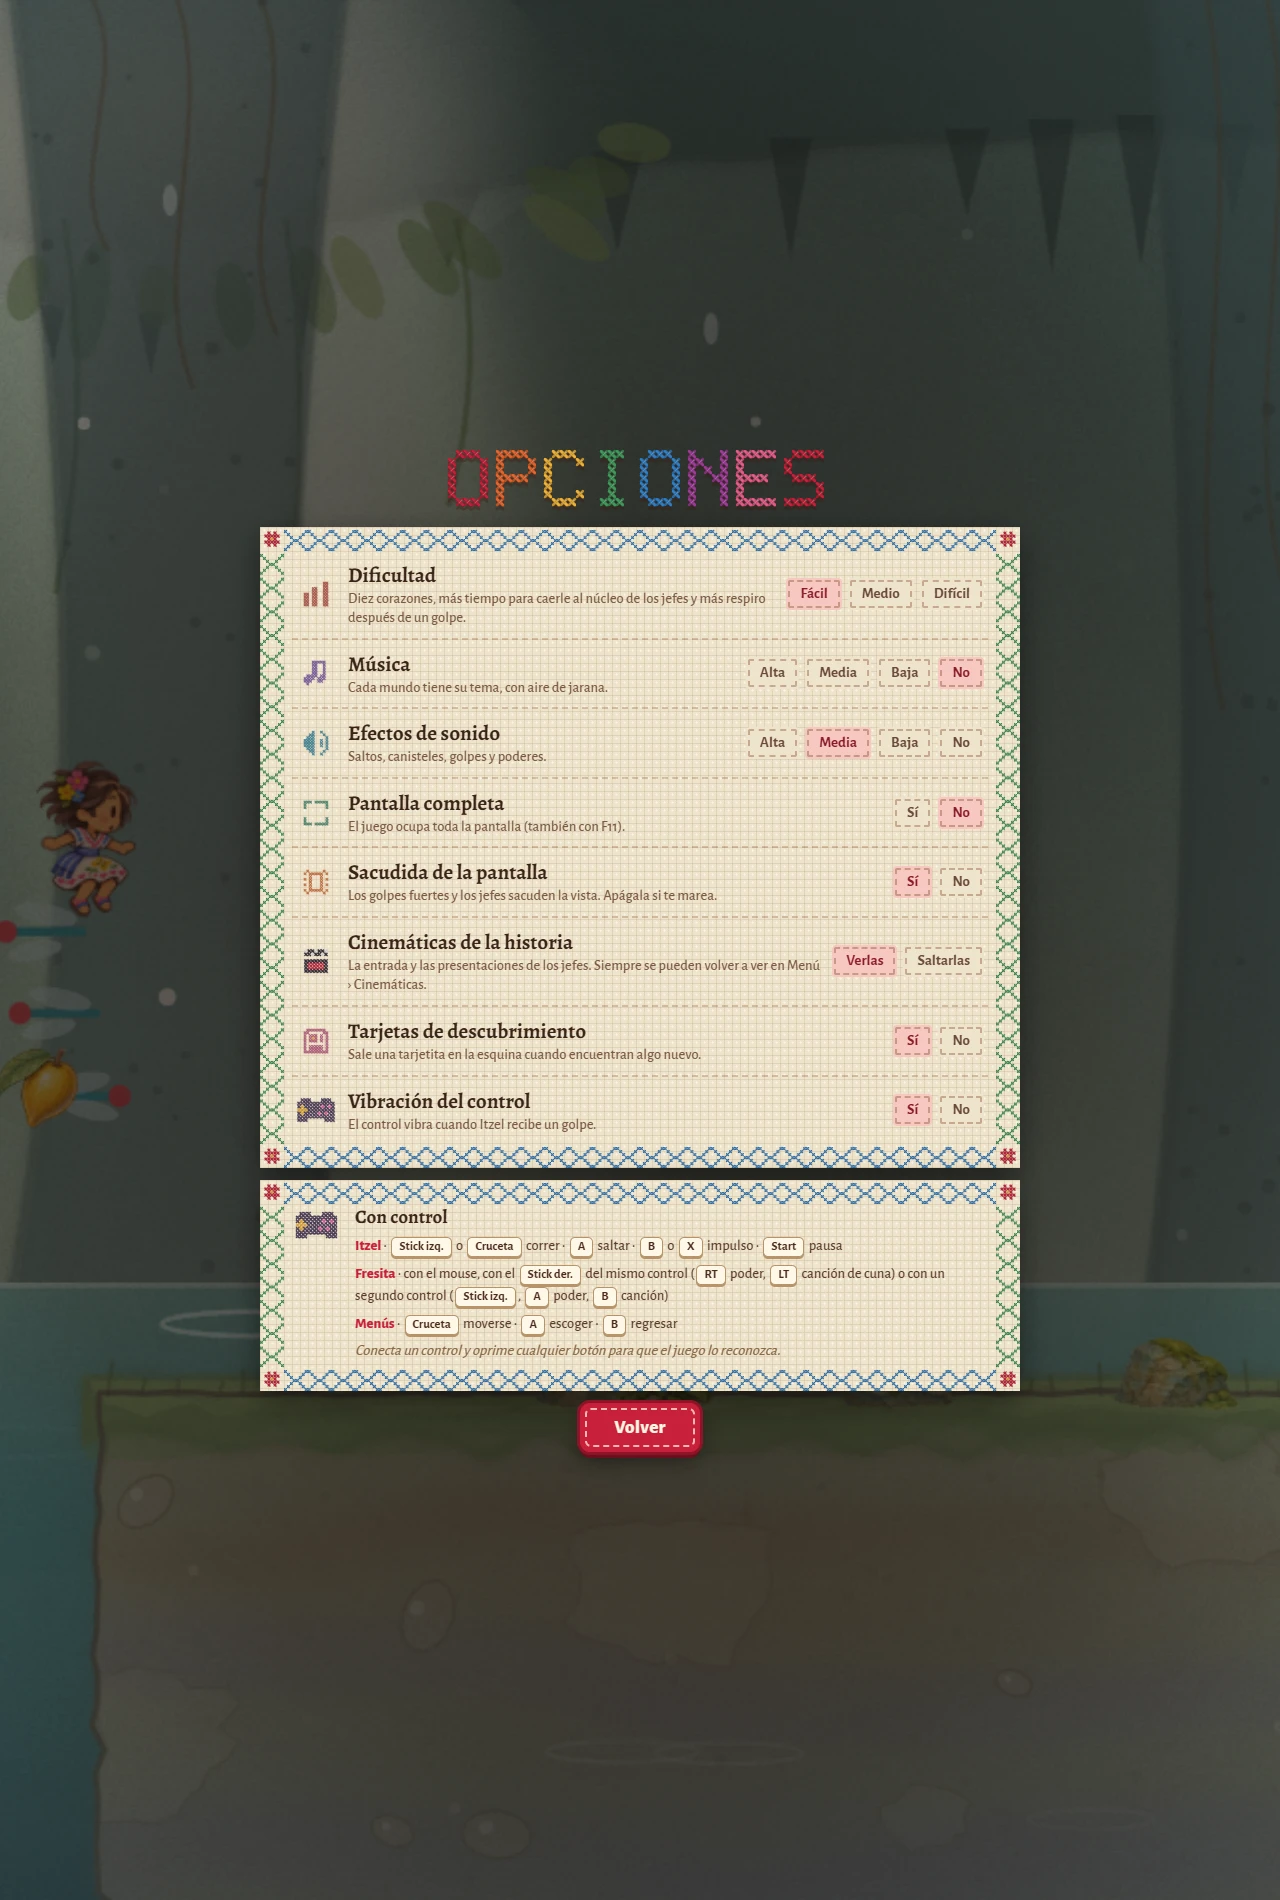 OPCIONES
Dificultad
Diez corazones, más tiempo para caerle al núcleo de los jefes y más respiro
después de un golpe.
Fácil Medio Difícil
Música
Cada mundo tiene su tema, con aire de jarana.
Alta Media Baja No
Efectos de sonido
Saltos, canisteles, golpes y poderes.
Alta Media Baja No
Pantalla completa
El juego ocupa toda la pantalla (también con F11).
Sí No
Sacudida de la pantalla
Los golpes fuertes y los jefes sacuden la vista. Apágala si te marea.
Sí No
Cinemáticas de la historia
La entrada y las presentaciones de los jefes. Siempre se pueden volver a ver en Menú
› Cinemáticas.
Verlas Saltarlas
Tarjetas de descubrimiento
Sale una tarjetita en la esquina cuando encuentran algo nuevo.
Sí No
Vibración del control
El control vibra cuando Itzel recibe un golpe.
Sí No
Con control
Itzel · Stick izq. o Cruceta correr · A saltar · B o X impulso · Start pausa
Fresita · con el mouse, con el Stick der. del mismo control (RT poder, LT canción de cuna) o con un
segundo control (Stick izq., A poder, B canción)
Menús · Cruceta moverse · A escoger · B regresar
Conecta un control y oprime cualquier botón para que el juego lo reconozca.
Volver